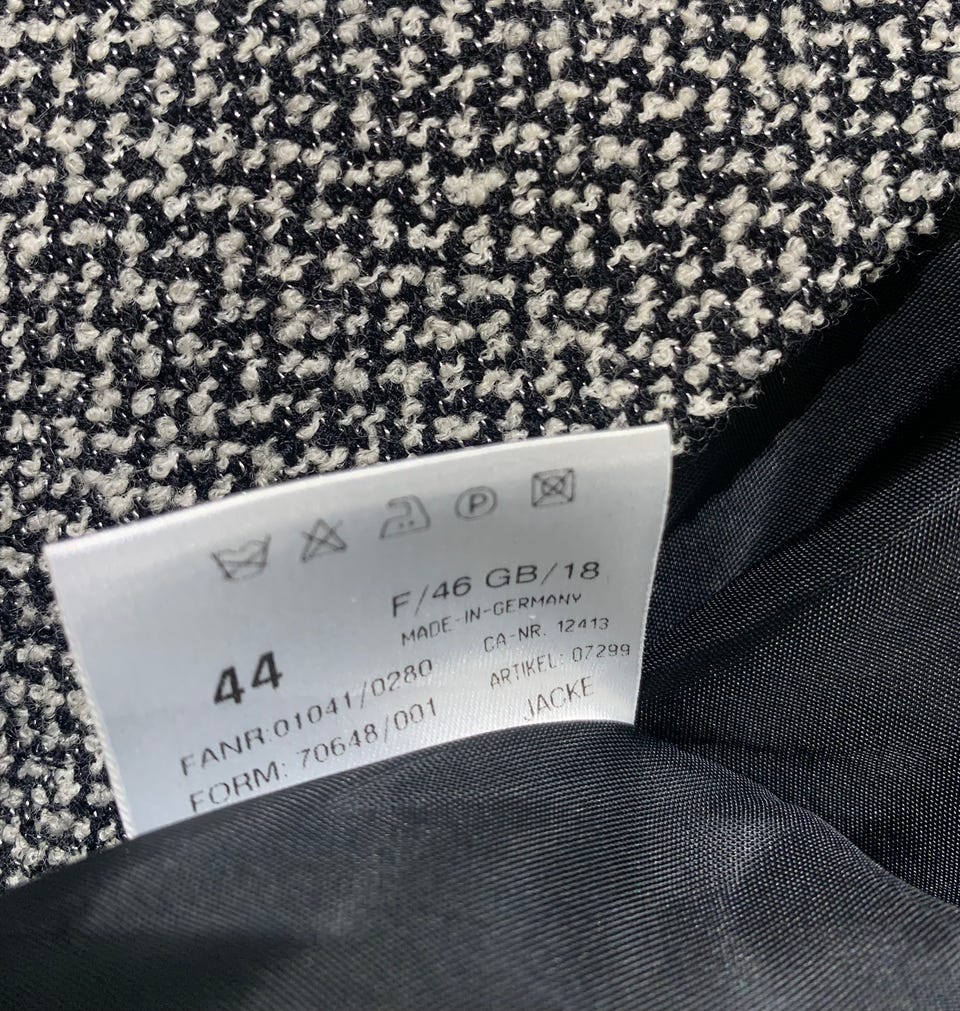 P
F/46 GB/18
MADE-IN-GERMANY
44 CA-NR. 12413
FANR:01041/0280 ARTIKEL: 07299
FORM: 70648/001 JACKE